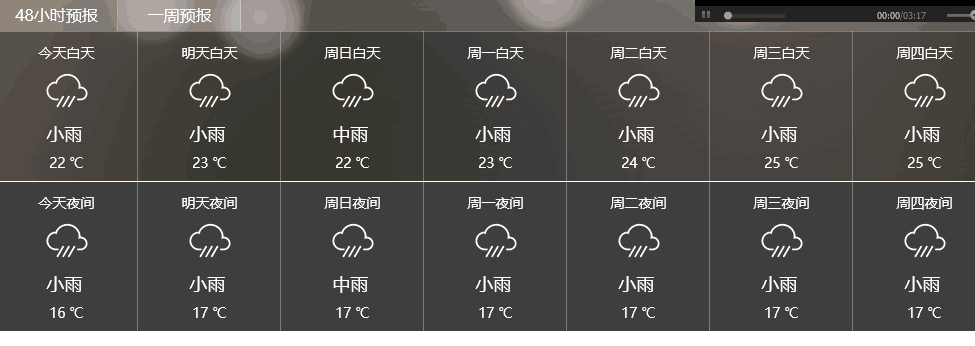 48小时预报 一周预报
00:00/03:17
今天白天 明天白天 周日白天 周一白天 周二白天 周三白天 周四白天
小雨 小雨 中雨 小雨 小雨 小雨 小雨
22 ℃ 23 ℃ 22 ℃ 23 ℃ 24 ℃ 25 ℃ 25 ℃
今天夜间 明天夜间 周日夜间 周一夜间 周二夜间 周三夜间 周四夜间
小雨 小雨 中雨 小雨 小雨 小雨 小雨
16 ℃ 17 ℃ 17 ℃ 17 ℃ 17 ℃ 17 ℃ 17 ℃